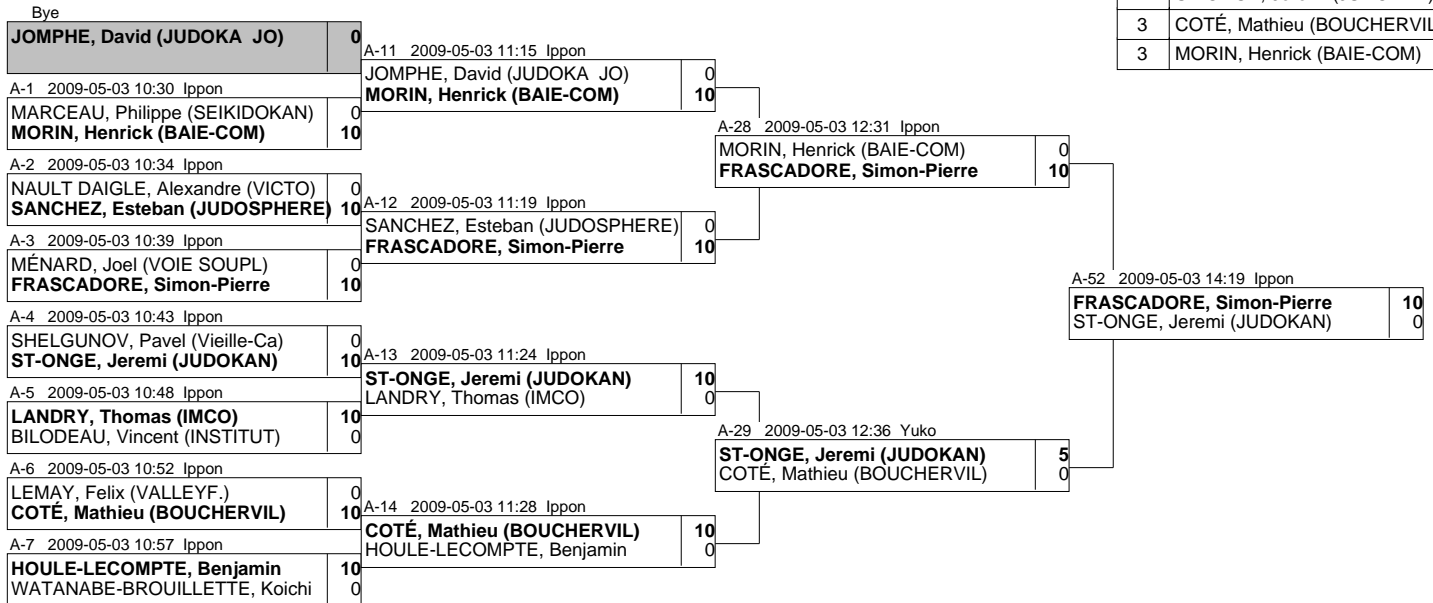 Bye
JOMPHE, David (JUDOKA JO) 0
A-1 2009-05-03 10:30 Ippon
MARCEAU, Philippe (SEIKIDOKAN) 0
MORIN, Henrick (BAIE-COM) 10
A-2 2009-05-03 10:34 Ippon
NAULT DAIGLE, Alexandre (VICTO) 0
SANCHEZ, Esteban (JUDOSPHERE) 10
A-3 2009-05-03 10:39 Ippon
MÉNARD, Joel (VOIE SOUPL) 0
FRASCADORE, Simon-Pierre 10
A-4 2009-05-03 10:43 Ippon
SHELGUNOV, Pavel (Vieille-Ca) 0
ST-ONGE, Jeremi (JUDOKAN) 10
A-5 2009-05-03 10:48 Ippon
LANDRY, Thomas (IMCO) 10
BILODEAU, Vincent (INSTITUT) 0
A-6 2009-05-03 10:52 Ippon
LEMAY, Felix (VALLEYF.) 0
COTÉ, Mathieu (BOUCHERVIL) 10
A-7 2009-05-03 10:57 Ippon
HOULE-LECOMPTE, Benjamin 10
WATANABE-BROUILLETTE, Koichi 0
A-11 2009-05-03 11:15 Ippon
JOMPHE, David (JUDOKA JO) 0
MORIN, Henrick (BAIE-COM) 10
A-12 2009-05-03 11:19 Ippon
SANCHEZ, Esteban (JUDOSPHERE) 0
FRASCADORE, Simon-Pierre 10
A-13 2009-05-03 11:24 Ippon
ST-ONGE, Jeremi (JUDOKAN) 10
LANDRY, Thomas (IMCO) 0
A-14 2009-05-03 11:28 Ippon
COTÉ, Mathieu (BOUCHERVIL) 10
HOULE-LECOMPTE, Benjamin 0
A-28 2009-05-03 12:31 Ippon
MORIN, Henrick (BAIE-COM) 0
FRASCADORE, Simon-Pierre 10
A-29 2009-05-03 12:36 Yuko
ST-ONGE, Jeremi (JUDOKAN) 5
COTÉ, Mathieu (BOUCHERVIL) 0
A-52 2009-05-03 14:19 Ippon
FRASCADORE, Simon-Pierre 10
ST-ONGE, Jeremi (JUDOKAN) 0
3 COTÉ, Mathieu (BOUCHERVIL
3 MORIN, Henrick (BAIE-COM)